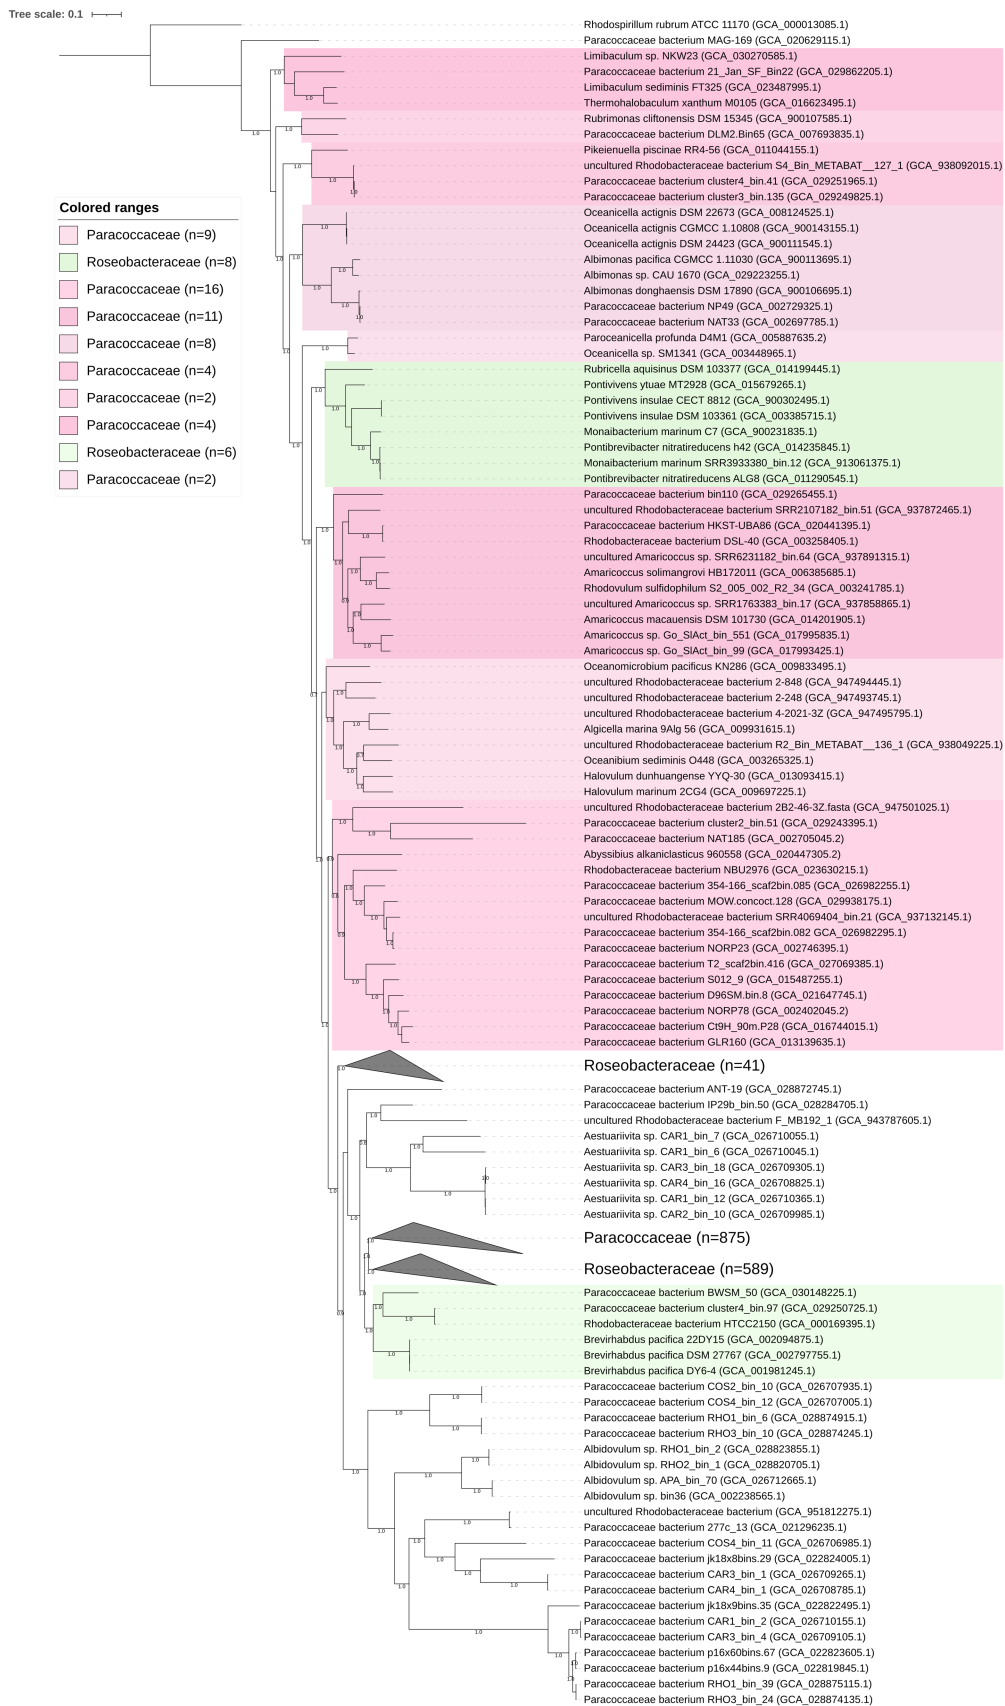 Tree scale: 0.1
Rhodospirillum rubrum ATCC 11170 (GCA_000013085.1)
Paracoccaceae bacterium MAG-169 (GCA_020629115.1)
Limibaculum sp. NKW23 (GCA_030270585.1)
Paracoccaceae bacterium 21_Jan_SF_Bin22 (GCA_029862205.1)
Limibaculum sediminis FT325 (GCA_023487995.1)
Thermohalobaculum xanthum M0105 (GCA_016623495.1)
Rubrimonas cliftonensis DSM 15345 (GCA_900107585.1)
Paracoccaceae bacterium DLM2.Bin65 (GCA_007693835.1)
Pikeienuella piscinae RR4-56 (GCA_011044155.1)
uncultured Rhodobacteraceae bacterium S4_Bin_METABAT__127_1 (GCA_938092015.1)
Paracoccaceae bacterium cluster4_bin.41 (GCA_029251965.1)
Paracoccaceae bacterium cluster3_bin.135 (GCA_029249825.1)
Colored ranges
Paracoccaceae (n=9)
Roseobacteraceae (n=8)
Paracoccaceae (n=16)
Paracoccaceae (n=11)
Paracoccaceae (n=8)
Paracoccaceae (n=4)
Paracoccaceae (n=2)
Paracoccaceae (n=4)
Roseobacteraceae (n=6)
Paracoccaceae (n=2)
Oceanicella actignis DSM 22673 (GCA_008124525.1)
Oceanicella actignis CGMCC 1.10808 (GCA_900143155.1)
Oceanicella actignis DSM 24423 (GCA_900111545.1)
Albimonas pacifica CGMCC 1.11030 (GCA_900113695.1)
Albimonas sp. CAU 1670 (GCA_029223255.1)
Albimonas donghaensis DSM 17890 (GCA_900106695.1)
Paracoccaceae bacterium NP49 (GCA_002729325.1)
Paracoccaceae bacterium NAT33 (GCA_002697785.1)
Paroceanicella profunda D4M1 (GCA_005887635.2)
Oceanicella sp. SM1341 (GCA_003448965.1)
Rubricella aquisinus DSM 103377 (GCA_014199445.1)
Pontivivens ytuae MT2928 (GCA_015679265.1)
Pontivivens insulae CECT 8812 (GCA_900302495.1)
Pontivivens insulae DSM 103361 (GCA_003385715.1)
Monaibacterium marinum C7 (GCA_900231835.1)
Pontibrevibacter nitratireducens h42 (GCA_014235845.1)
Monaibacterium marinum SRR3933380_bin.12 (GCA_913061375.1)
Pontibrevibacter nitratireducens ALG8 (GCA_011290545.1)
Paracoccaceae bacterium bin110 (GCA_029265455.1)
uncultured Rhodobacteraceae bacterium SRR2107182_bin.51 (GCA_937872465.1)
Paracoccaceae bacterium HKST-UBA86 (GCA_020441395.1)
Rhodobacteraceae bacterium DSL-40 (GCA_003258405.1)
uncultured Amaricoccus sp. SRR6231182_bin.64 (GCA_937891315.1)
Amaricoccus solimangrovi HB172011 (GCA_006385685.1)
Rhodovulum sulfidophilum S2_005_002_R2_34 (GCA_003241785.1)
uncultured Amaricoccus sp. SRR1763383_bin.17 (GCA_937858865.1)
Amaricoccus macauensis DSM 101730 (GCA_014201905.1)
Amaricoccus sp. Go_SlAct_bin_551 (GCA_017995835.1)
Amaricoccus sp. Go_SlAct_bin_99 (GCA_017993425.1)
Oceanomicrobium pacificus KN286 (GCA_009833495.1)
uncultured Rhodobacteraceae bacterium 2-848 (GCA_947494445.1)
uncultured Rhodobacteraceae bacterium 2-248 (GCA_947493745.1)
uncultured Rhodobacteraceae bacterium 4-2021-3Z (GCA_947495795.1)
Algicella marina 9Alg 56 (GCA_009931615.1)
uncultured Rhodobacteraceae bacterium R2_Bin_METABAT__136_1 (GCA_938049225.1)
Oceanibium sediminis O448 (GCA_003265325.1)
Halovulum dunhuangense YYQ-30 (GCA_013093415.1)
Halovulum marinum 2CG4 (GCA_009697225.1)
uncultured Rhodobacteraceae bacterium 2B2-46-3Z.fasta (GCA_947501025.1)
Paracoccaceae bacterium cluster2_bin.51 (GCA_029243395.1)
Paracoccaceae bacterium NAT185 (GCA_002705045.2)
Abyssibius alkaniclasticus 960558 (GCA_020447305.2)
Rhodobacteraceae bacterium NBU2976 (GCA_023630215.1)
Paracoccaceae bacterium 354-166_scaf2bin.085 (GCA_026982255.1)
Paracoccaceae bacterium MOW.concoct.128 (GCA_029938175.1)
uncultured Rhodobacteraceae bacterium SRR4069404_bin.21 (GCA_937132145.1)
Paracoccaceae bacterium 354-166_scaf2bin.082 GCA_026982295.1)
Paracoccaceae bacterium NORP23 (GCA_002746395.1)
Paracoccaceae bacterium T2_scaf2bin.416 (GCA_027069385.1)
Paracoccaceae bacterium S012_9 (GCA_015487255.1)
Paracoccaceae bacterium D96SM.bin.8 (GCA_021647745.1)
Paracoccaceae bacterium NORP78 (GCA_002402045.2)
Paracoccaceae bacterium Ct9H_90m.P28 (GCA_016744015.1)
Paracoccaceae bacterium GLR160 (GCA_013139635.1)
Roseobacteraceae (n=41)
Paracoccaceae bacterium ANT-19 (GCA_028872745.1)
Paracoccaceae bacterium IP29b_bin.50 (GCA_028284705.1)
uncultured Rhodobacteraceae bacterium F_MB192_1 (GCA_943787605.1)
Aestuariivita sp. CAR1_bin_7 (GCA_026710055.1)
Aestuariivita sp. CAR1_bin_6 (GCA_026710045.1)
Aestuariivita sp. CAR3_bin_18 (GCA_026709305.1)
Aestuariivita sp. CAR4_bin_16 (GCA_026708825.1)
Aestuariivita sp. CAR1_bin_12 (GCA_026710365.1)
Aestuariivita sp. CAR2_bin_10 (GCA_026709985.1)
Paracoccaceae (n=875)
Roseobacteraceae (n=589)
Paracoccaceae bacterium BWSM_50 (GCA_030148225.1)
Paracoccaceae bacterium cluster4_bin.97 (GCA_029250725.1)
Rhodobacteraceae bacterium HTCC2150 (GCA_000169395.1)
Brevirhabdus pacifica 22DY15 (GCA_002094875.1)
Brevirhabdus pacifica DSM 27767 (GCA_002797755.1)
Brevirhabdus pacifica DY6-4 (GCA_001981245.1)
Paracoccaceae bacterium COS2_bin_10 (GCA_026707935.1)
Paracoccaceae bacterium COS4_bin_12 (GCA_026707005.1)
Paracoccaceae bacterium RHO1_bin_6 (GCA_028874915.1)
Paracoccaceae bacterium RHO3_bin_10 (GCA_028874245.1)
Albidovulum sp. RHO1_bin_2 (GCA_028823855.1)
Albidovulum sp. RHO2_bin_1 (GCA_028820705.1)
Albidovulum sp. APA_bin_70 (GCA_026712665.1)
Albidovulum sp. bin36 (GCA_002238565.1)
uncultured Rhodobacteraceae bacterium (GCA_951812275.1)
Paracoccaceae bacterium 277c_13 (GCA_021296235.1)
Paracoccaceae bacterium COS4_bin_11 (GCA_026706985.1)
Paracoccaceae bacterium jk18x8bins.29 (GCA_022824005.1)
Paracoccaceae bacterium CAR3_bin_1 (GCA_026709265.1)
Paracoccaceae bacterium CAR4_bin_1 (GCA_026708785.1)
Paracoccaceae bacterium jk18x9bins.35 (GCA_022822495.1)
Paracoccaceae bacterium CAR1_bin_2 (GCA_026710155.1)
Paracoccaceae bacterium CAR3_bin_4 (GCA_026709105.1)
Paracoccaceae bacterium p16x60bins.67 (GCA_022823605.1)
Paracoccaceae bacterium p16x44bins.9 (GCA_022819845.1)
Paracoccaceae bacterium RHO1_bin_39 (GCA_028875115.1)
Paracoccaceae bacterium RHO3_bin_24 (GCA_028874135.1)